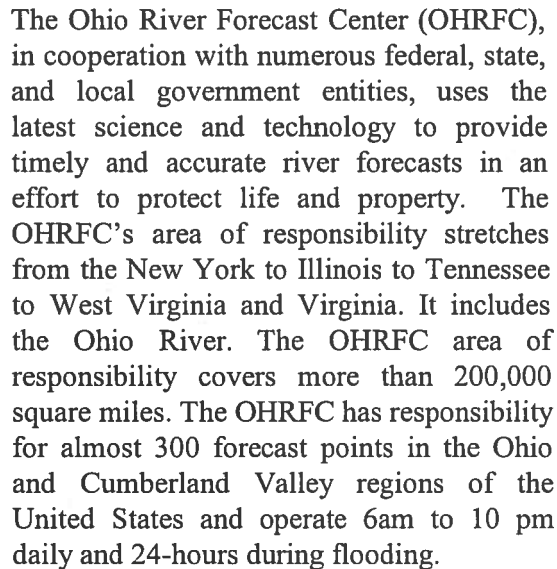 The Ohio River Forecast Center (OHRFC),
in cooperation with numerous federal, state,
and local government entities, uses the
latest science and technology to provide
timely and accurate river forecasts in an
effort to protect life and property. The
OHRFC's area of responsibility stretches
from the New York to Illinois to Tennessee
to West Virginia and Virginia. It includes
the Ohio River. The OHRFC area of
responsibility covers more than 200,000
square miles. The OHRFC has responsibility
for almost 300 forecast points in the Ohio
and Cumberland Valley regions of the
United States and operate 6am to 10 pm
daily and 24-hours during flooding.